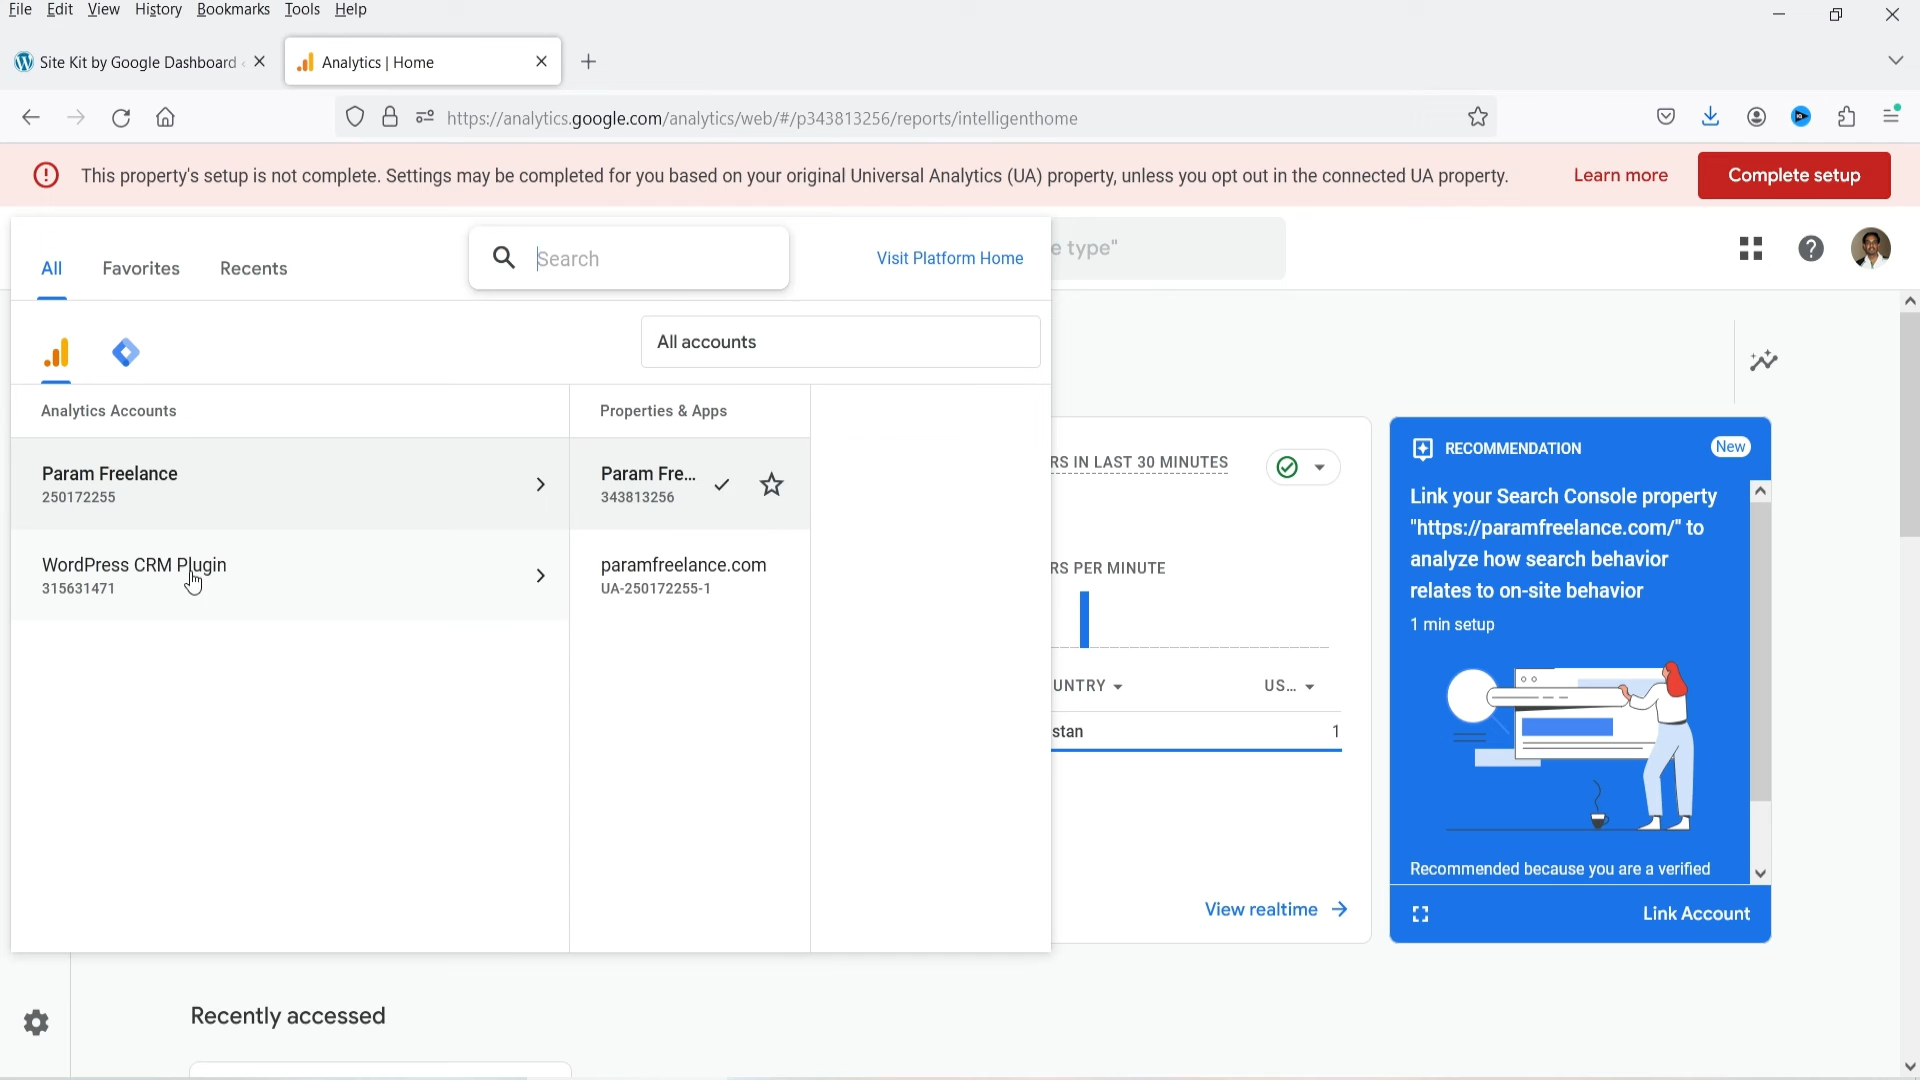 File Edit View History Bookmarks Tools Help
Site Kit by Google Dashboard
Analytics | Home
https://analytics.google.com/analytics/web/#/p343813256/reports/intelligenthome
This property's setup is not complete. Settings may be completed for you based on your original Universal Analytics (UA) property, unless you opt out in the connected UA property.
Learn more
Complete setup
All Favorites Recents
Search
Visit Platform Home
e type"
All accounts
Analytics Accounts
Properties & Apps
Param Freelance
250172255
Param Fre...
343813256
WordPress CRM Plugin
315631471
paramfreelance.com
UA-250172255-1
RS IN LAST 30 MINUTES
RS PER MINUTE
UNTRY
US...
stan
1
View realtime
RECOMMENDATION
New
Link your Search Console property
"https://paramfreelance.com/" to
analyze how search behavior
relates to on-site behavior
1 min setup
Recommended because you are a verified
Link Account
Recently accessed